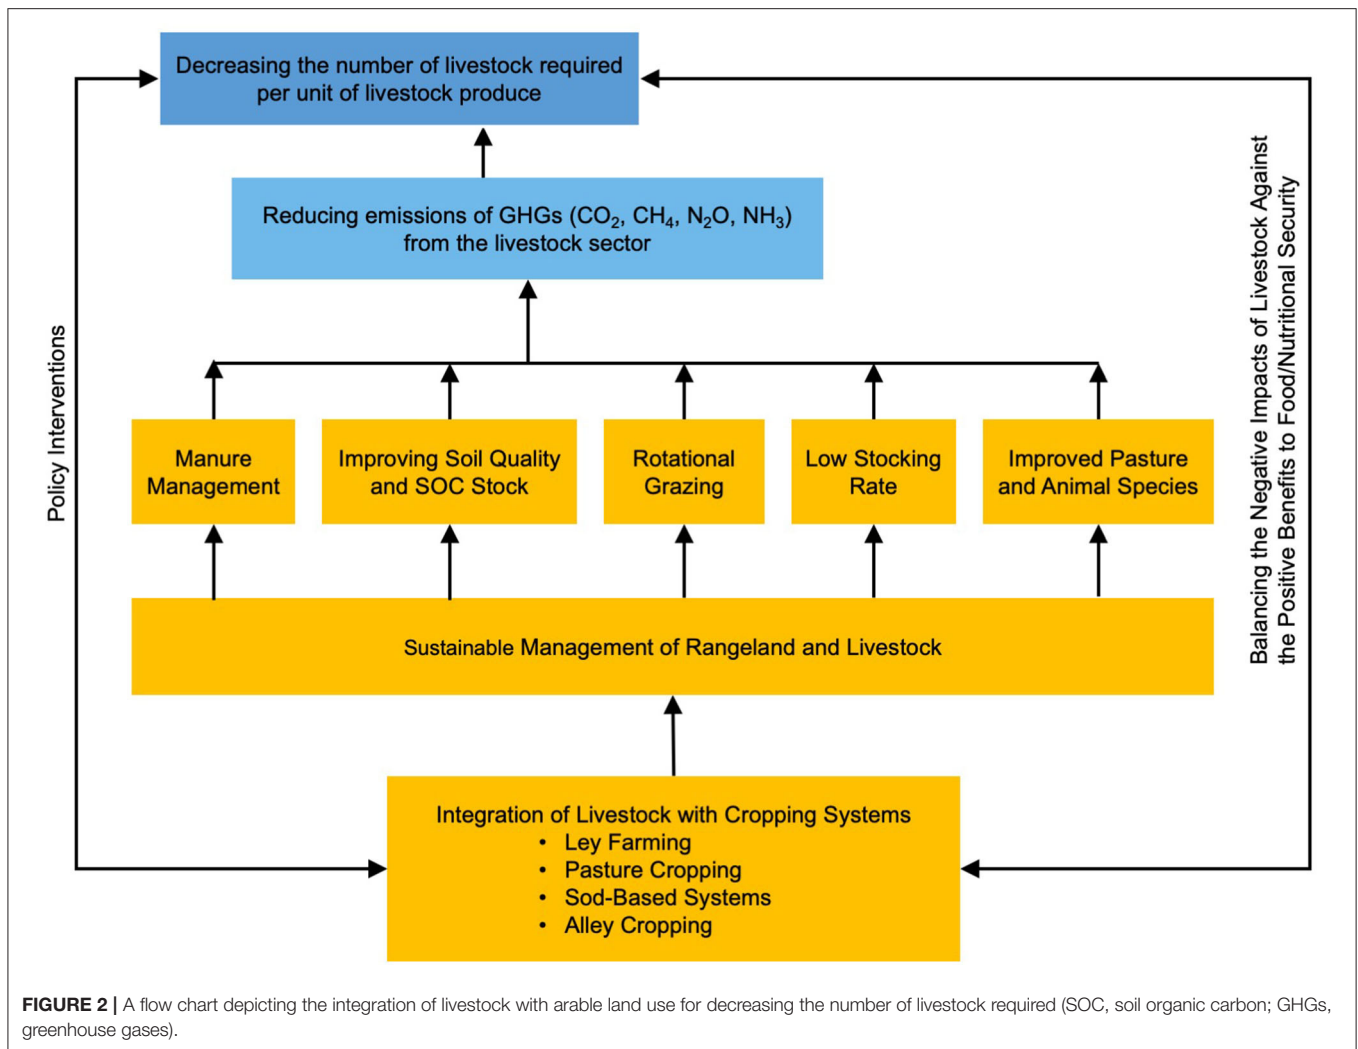 Decreasing the number of livestock required
per unit of livestock produce
Reducing emissions of GHGs (CO₂, CH₄, N₂O, NH₃)
from the livestock sector
Policy Interventions
Balancing the Negative Impacts of Livestock Against
the Positive Benefits to Food/Nutritional Security
Manure
Management
Improving Soil Quality
and SOC Stock
Rotational
Grazing
Low Stocking
Rate
Improved Pasture
and Animal Species
Sustainable Management of Rangeland and Livestock
Integration of Livestock with Cropping Systems
• Ley Farming
• Pasture Cropping
• Sod-Based Systems
• Alley Cropping
FIGURE 2 | A flow chart depicting the integration of livestock with arable land use for decreasing the number of livestock required (SOC, soil organic carbon; GHGs,
greenhouse gases).